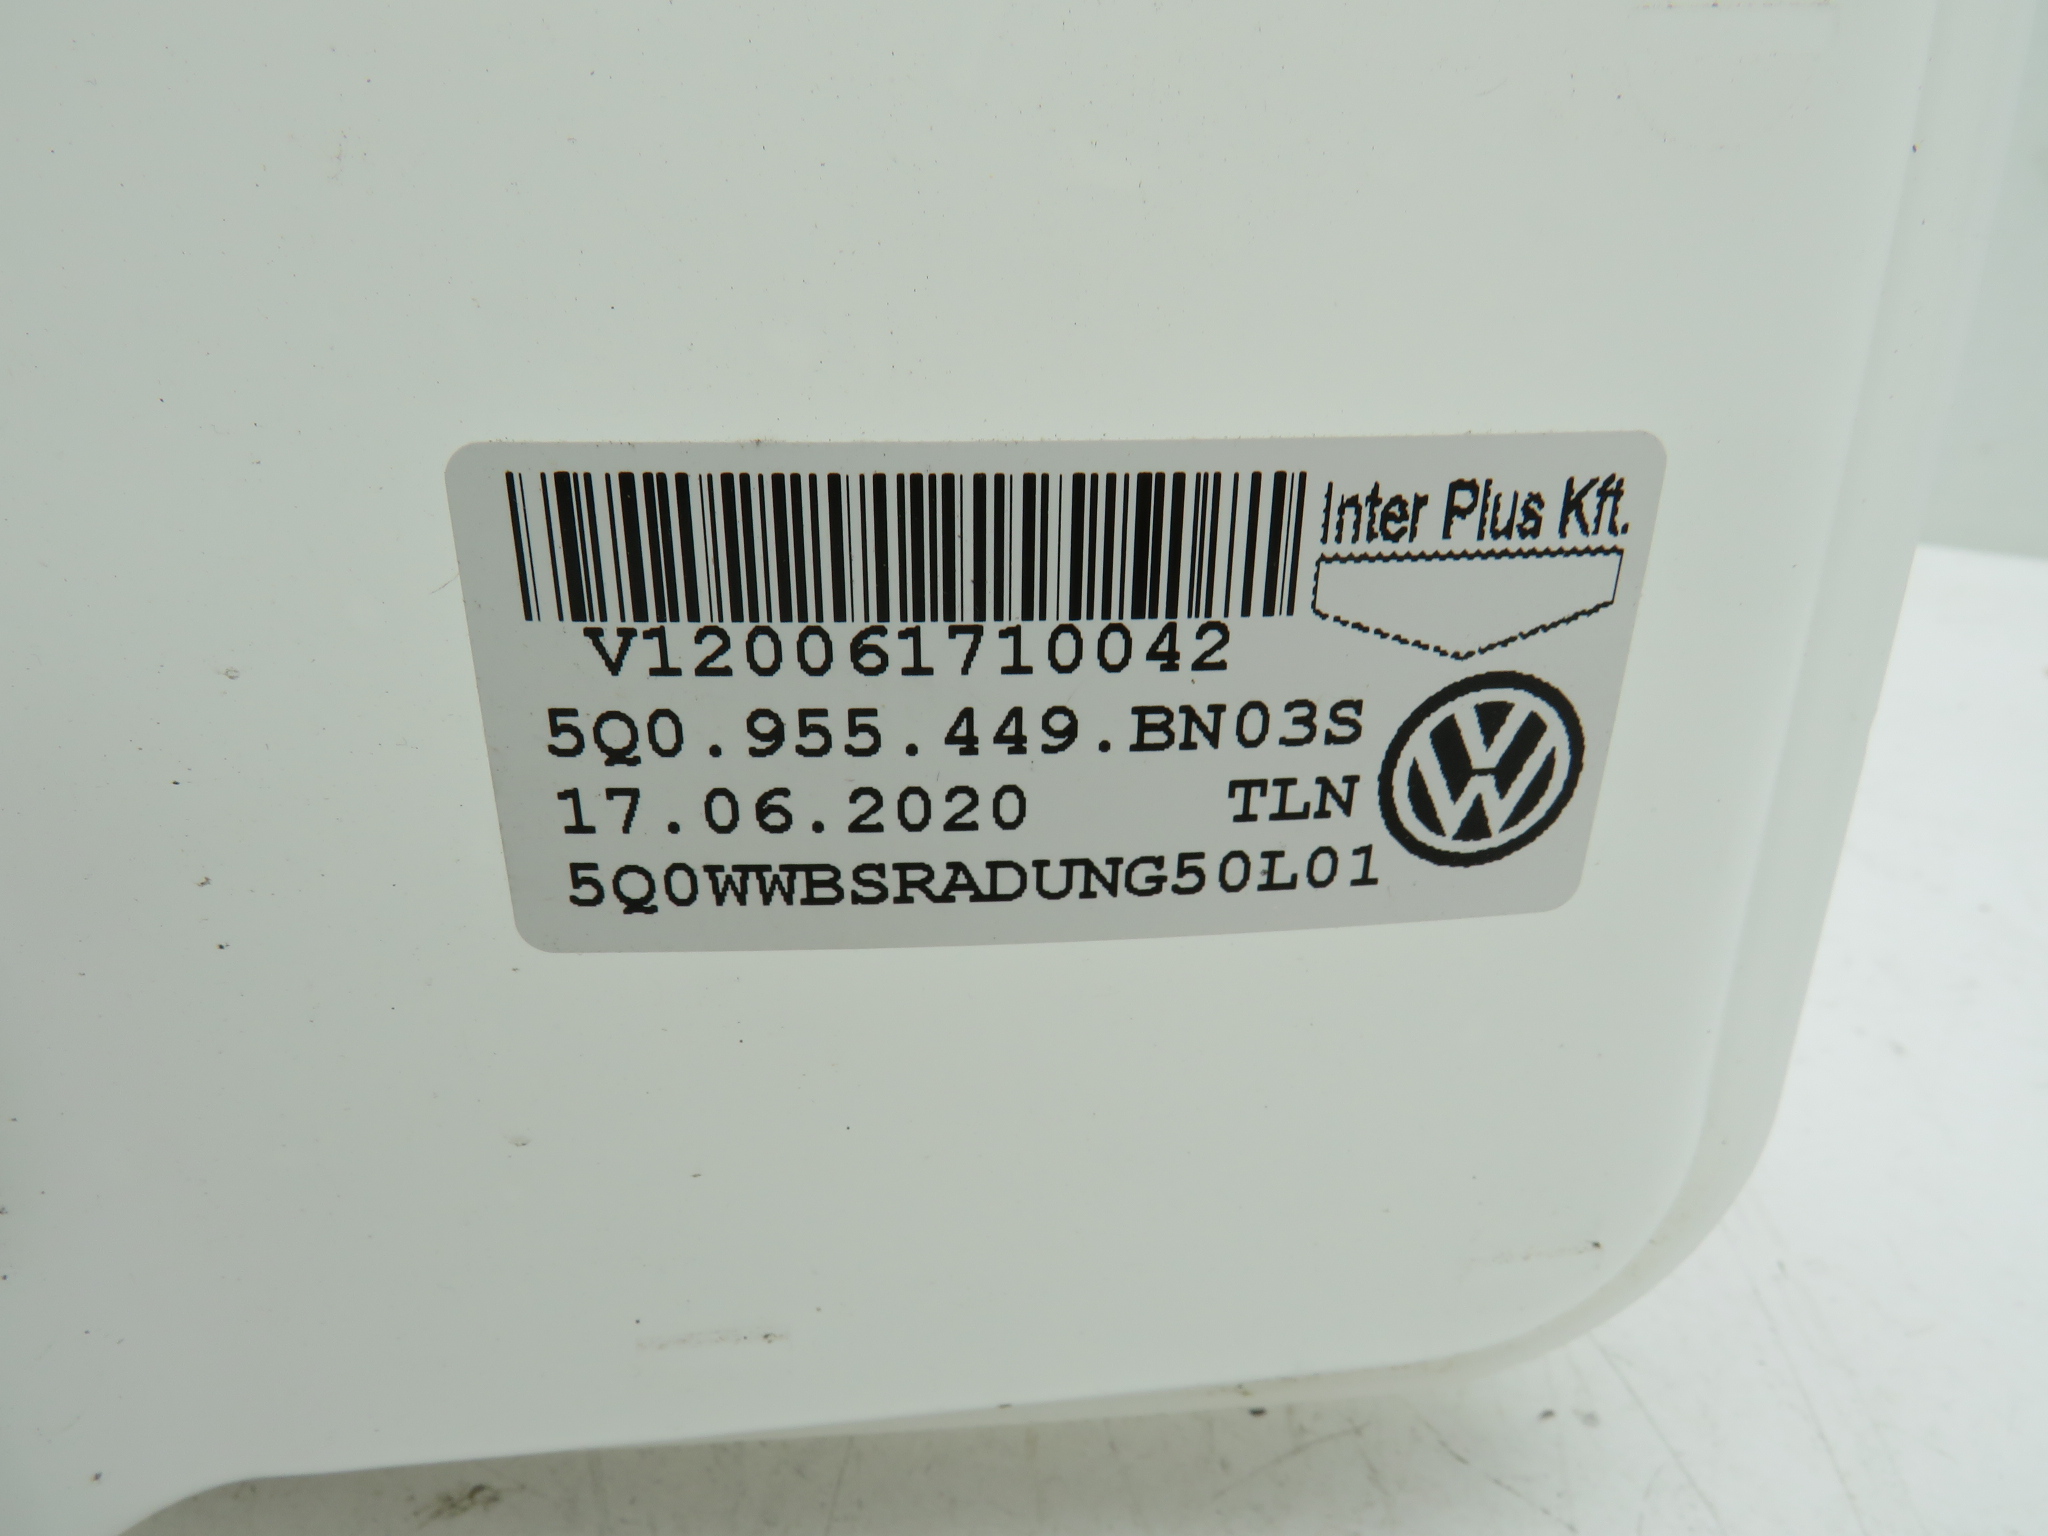 Inter Plus Kft.
V120061710042
5Q0.955.449.BN03S
17.06.2020 TLN
5Q0WWBSRADUNG50L01